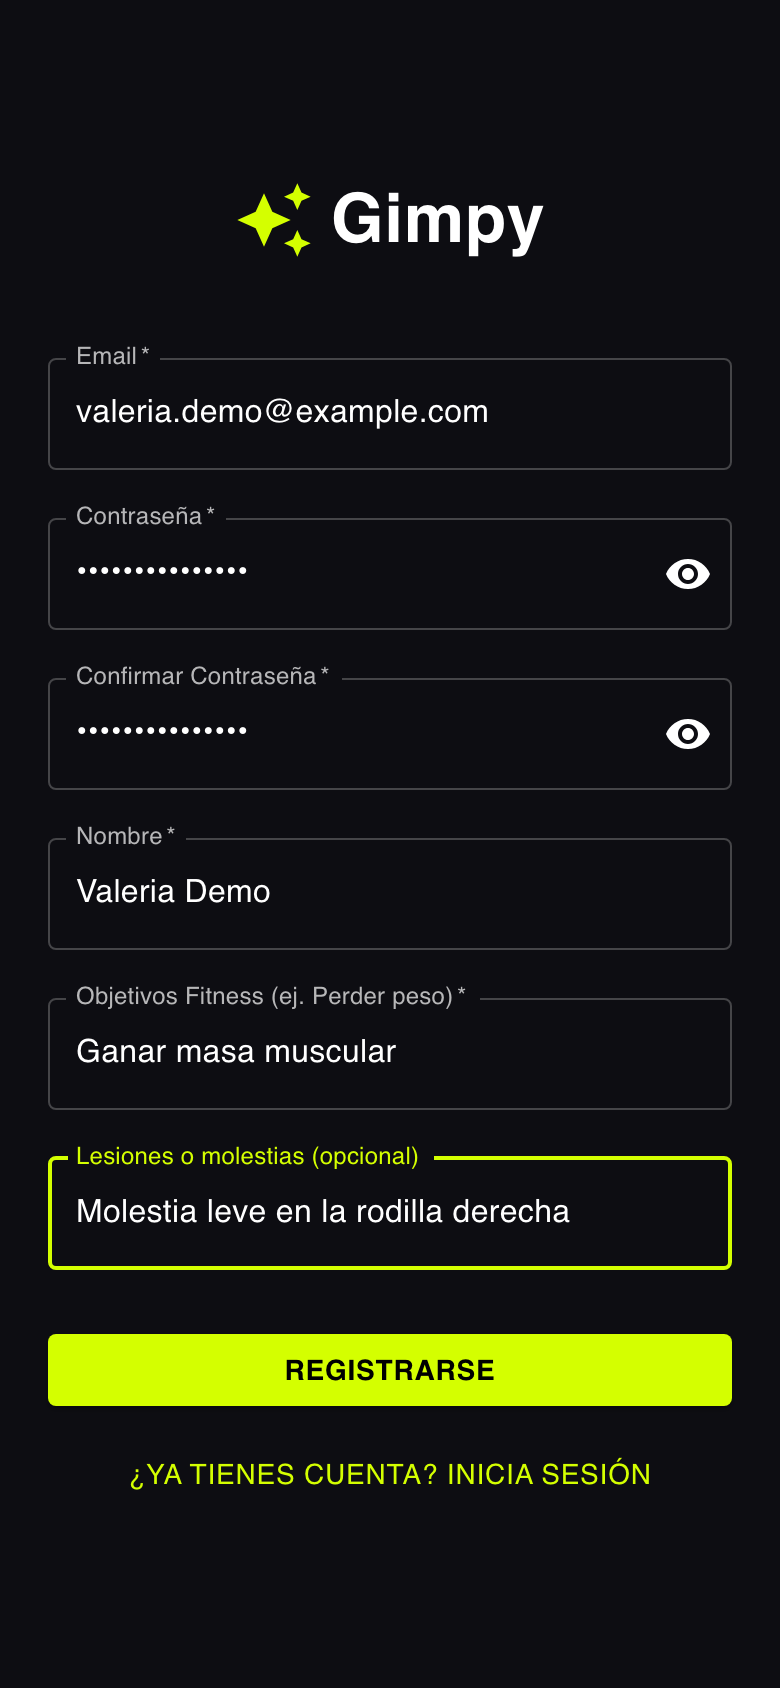 Gimpy
Email *
valeria.demo@example.com
Contraseña *
•••••••••••••••
Confirmar Contraseña *
•••••••••••••••
Nombre *
Valeria Demo
Objetivos Fitness (ej. Perder peso) *
Ganar masa muscular
Lesiones o molestias (opcional)
Molestia leve en la rodilla derecha
REGISTRARSE
¿YA TIENES CUENTA? INICIA SESIÓN